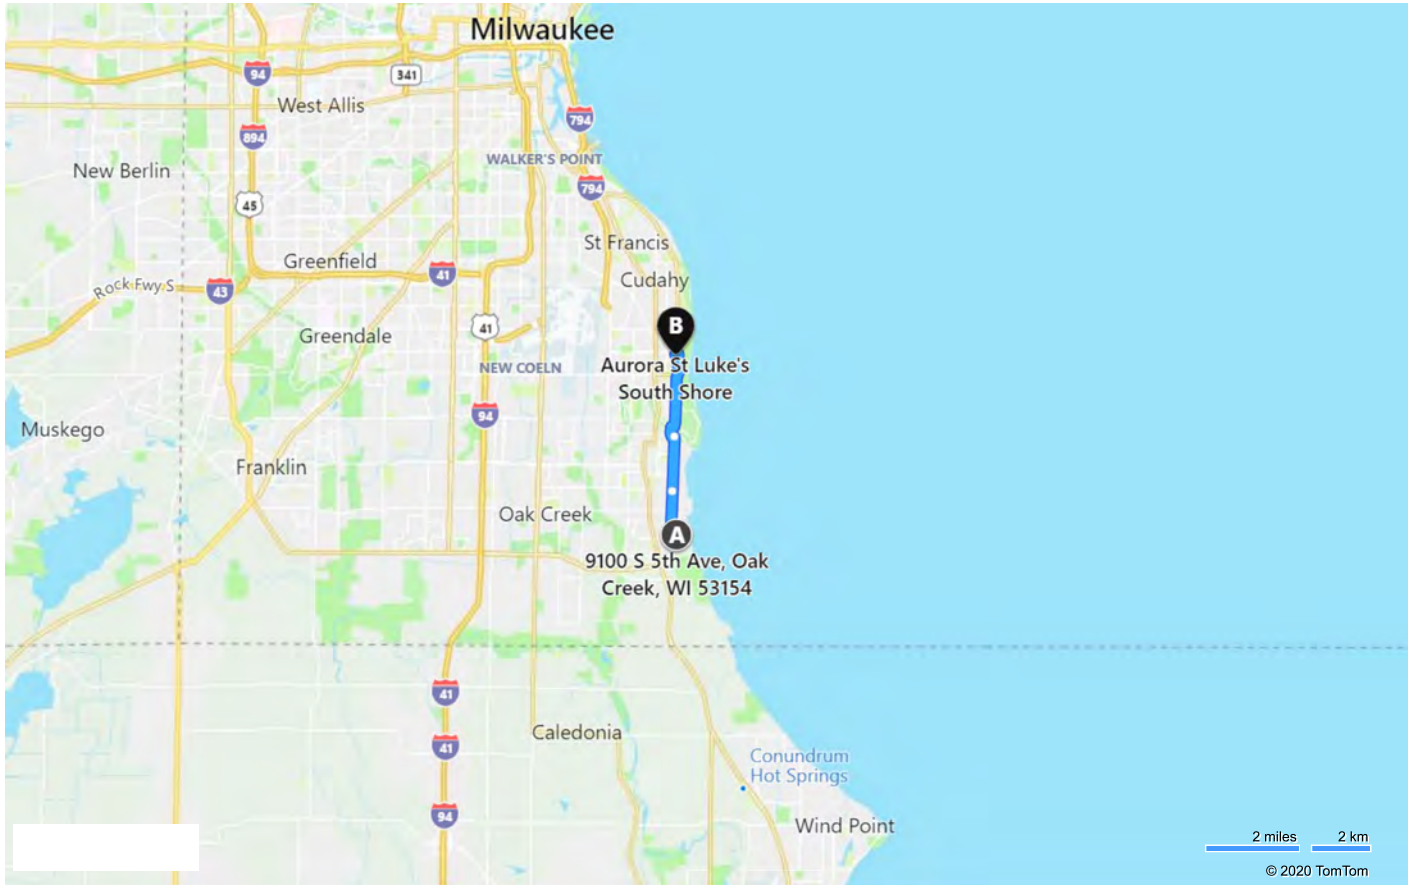 Milwaukee
94
341
West Allis
794
894
WALKER'S POINT
New Berlin
794
45
St Francis
Greenfield
41
Cudahy
Rock Fwy S
43
B
41
Greendale
Aurora St Luke's
South Shore
NEW COELN
94
Muskego
Franklin
Oak Creek
A
9100 S 5th Ave, Oak
Creek, WI 53154
41
Caledonia
41
Conundrum
Hot Springs
94
Wind Point
2 miles
2 km
© 2020 TomTom